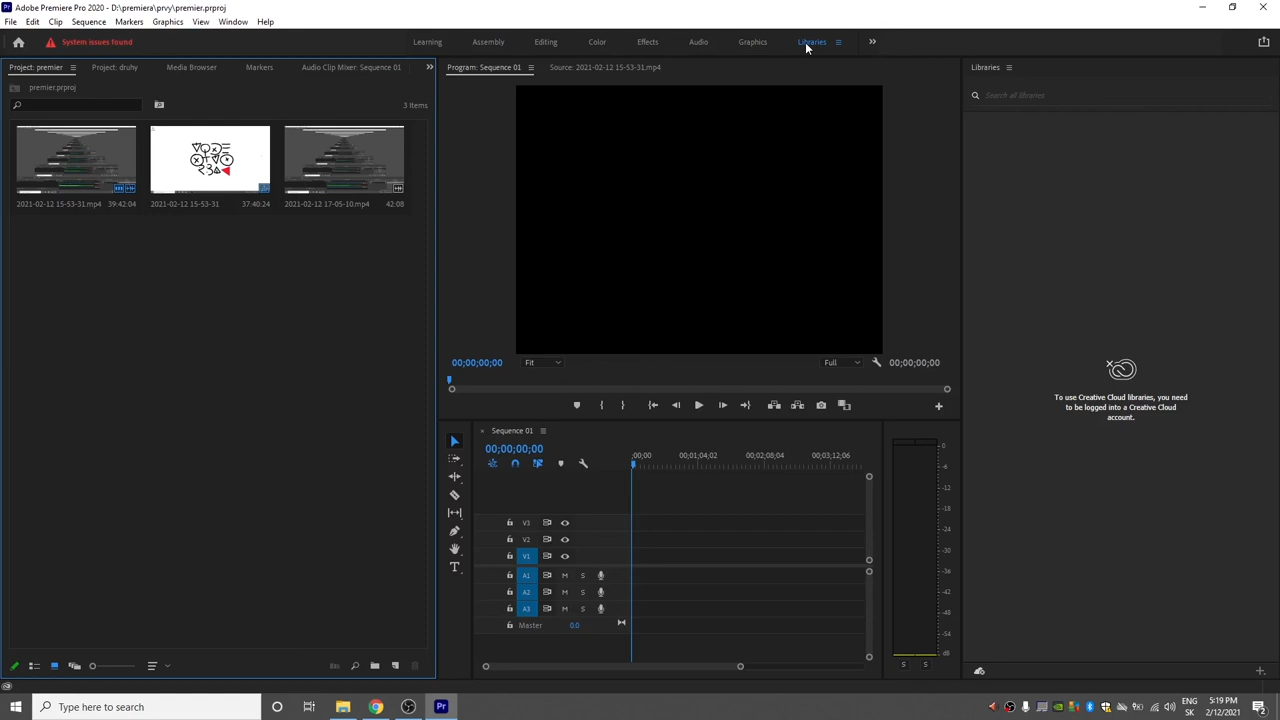 Adobe Premiere Pro 2020 - D:\premiera\prvy\premier.prproj
File Edit Clip Sequence Markers Graphics View Window Help
System issues found Learning Assembly Editing Color Effects Audio Graphics Libraries
Project: premier Project: druhy Media Browser Markers Audio Clip Mixer: Sequence 01
premier.prproj
3 Items
2021-02-12 15-53-31.mp4 39:42:04 2021-02-12 15-53-31 37:40:24 2021-02-12 17-05-10.mp4 42:08
Program: Sequence 01 Source: 2021-02-12 15-53-31.mp4
00;00;00;00 Fit Full 00;00;00;00
Sequence 01
00;00;00;00
;00;00 00;01;04;02 00;02;08;04 00;03;12;06
V3
V2
V1
A1 M S
A2 M S
A3 M S
Master 0.0
0
-6
-12
-18
-24
-30
-36
-42
-48
-54
dB
S S
Libraries
Search all libraries
To use Creative Cloud libraries, you need
to be logged into a Creative Cloud
account.
Type here to search
Pr
ENG
SK
5:19 PM
2/12/2021
2